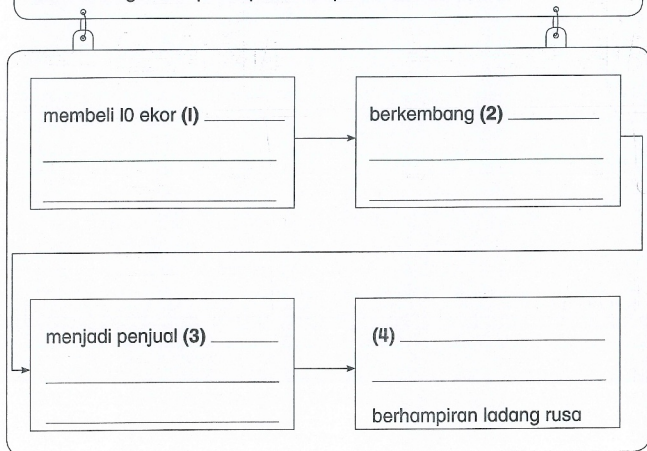 membeli 10 ekor (1)
berkembang (2)
menjadi penjual (3)
(4)
berhampiran ladang rusa